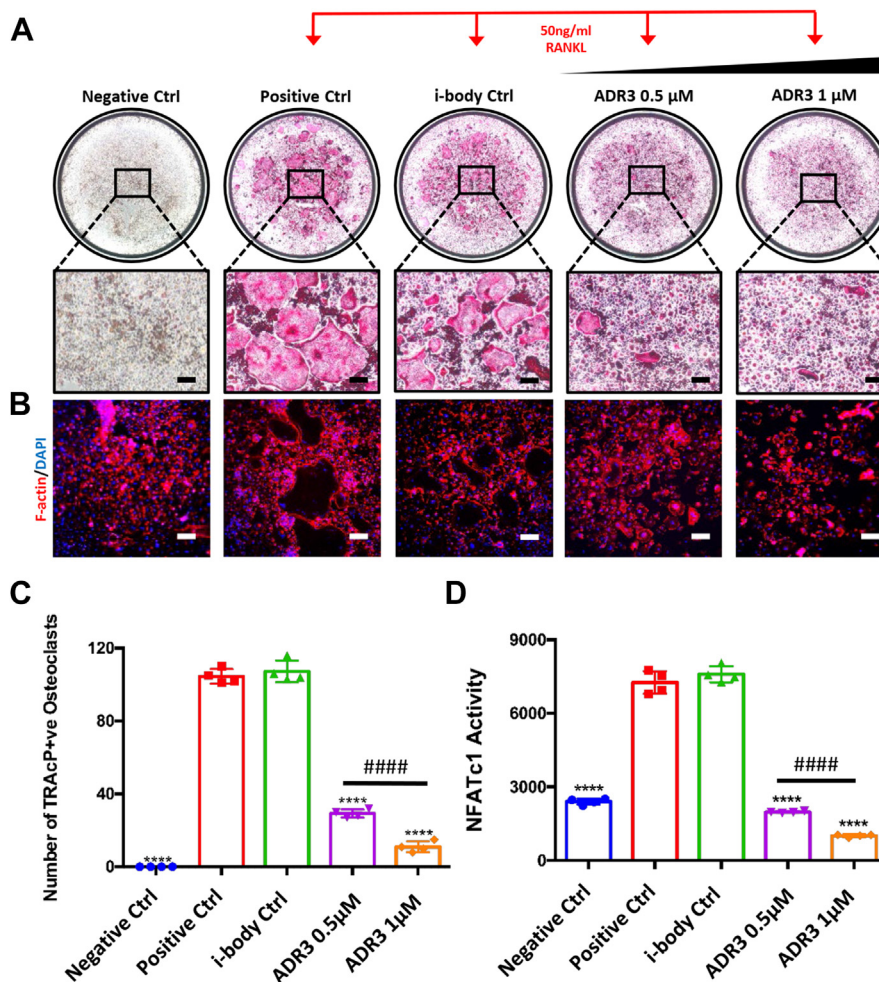 A
50ng/ml
RANKL
Negative Ctrl
Positive Ctrl
i-body Ctrl
ADR3 0.5 µM
ADR3 1 µM
B
F-actin/DAPI
C
Number of TRAcP+ve Osteoclasts
120
80
40
0
****
****
****
####
Negative Ctrl
Positive Ctrl
i-body Ctrl
ADR3 0.5µM
ADR3 1µM
D
NFATc1 Activity
9000
6000
3000
0
****
****
****
####
Negative Ctrl
Positive Ctrl
i-body Ctrl
ADR3 0.5µM
ADR3 1µM